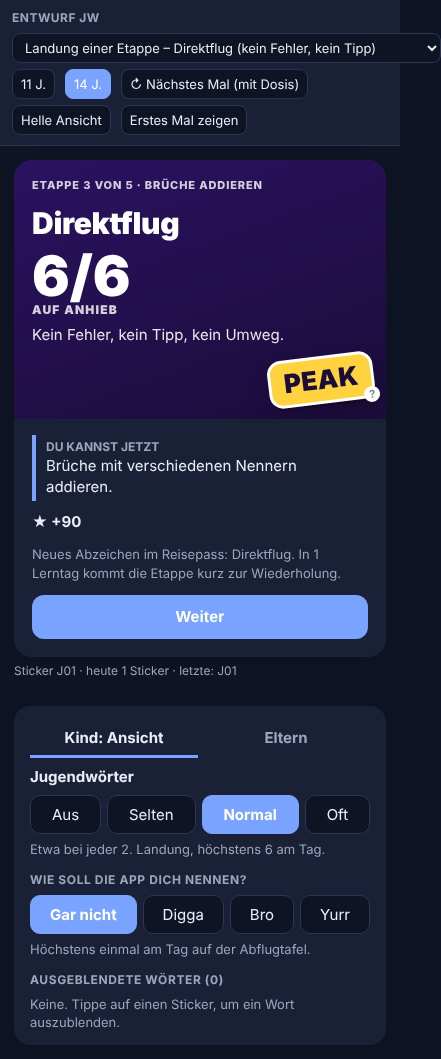 ENTWURF JW
Landung einer Etappe – Direktflug (kein Fehler, kein Tipp)
11 J.
14 J.
↻ Nächstes Mal (mit Dosis)
Helle Ansicht
Erstes Mal zeigen
ETAPPE 3 VON 5 · BRÜCHE ADDIEREN
Direktflug
6/6
AUF ANHIEB
Kein Fehler, kein Tipp, kein Umweg.
PEAK
?
DU KANNST JETZT
Brüche mit verschiedenen Nennern
addieren.
★ +90
Neues Abzeichen im Reisepass: Direktflug. In 1
Lerntag kommt die Etappe kurz zur Wiederholung.
Weiter
Sticker J01 · heute 1 Sticker · letzte: J01
Kind: Ansicht
Eltern
Jugendwörter
Aus
Selten
Normal
Oft
Etwa bei jeder 2. Landung, höchstens 6 am Tag.
WIE SOLL DIE APP DICH NENNEN?
Gar nicht
Digga
Bro
Yurr
Höchstens einmal am Tag auf der Abflugtafel.
AUSGEBLENDETE WÖRTER (0)
Keine. Tippe auf einen Sticker, um ein Wort
auszublenden.